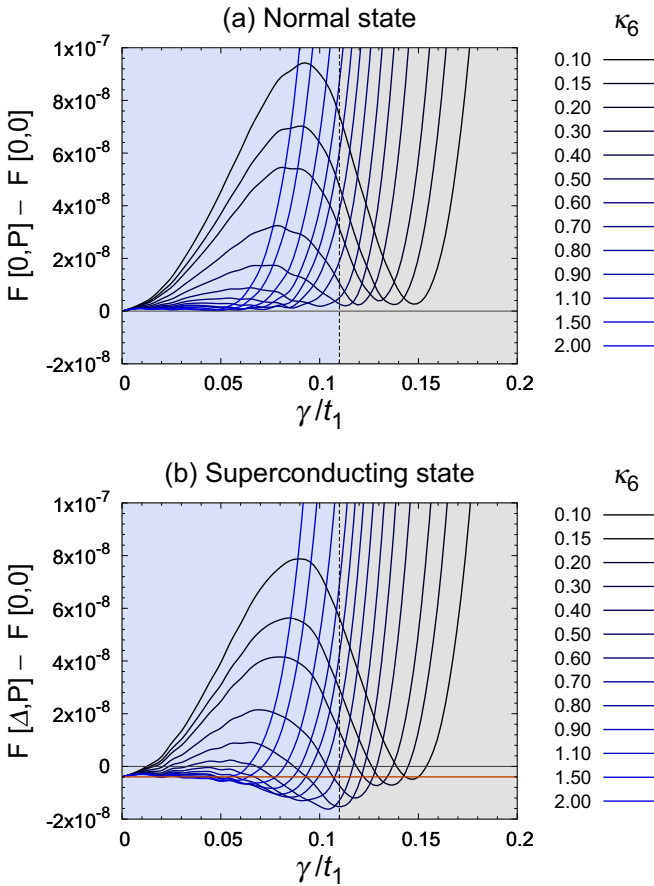 (a) Normal state
κ6
1x10-7
8x10-8
6x10-8
4x10-8
2x10-8
0
-2x10-8
F [0,P] – F [0,0]
0
0.05
0.1
0.15
0.2
γ/t1
0.10
0.15
0.20
0.30
0.40
0.50
0.60
0.70
0.80
0.90
1.10
1.50
2.00
(b) Superconducting state
κ6
1x10-7
8x10-8
6x10-8
4x10-8
2x10-8
0
-2x10-8
F [Δ,P] – F [0,0]
0
0.05
0.1
0.15
0.2
γ/t1
0.10
0.15
0.20
0.30
0.40
0.50
0.60
0.70
0.80
0.90
1.10
1.50
2.00